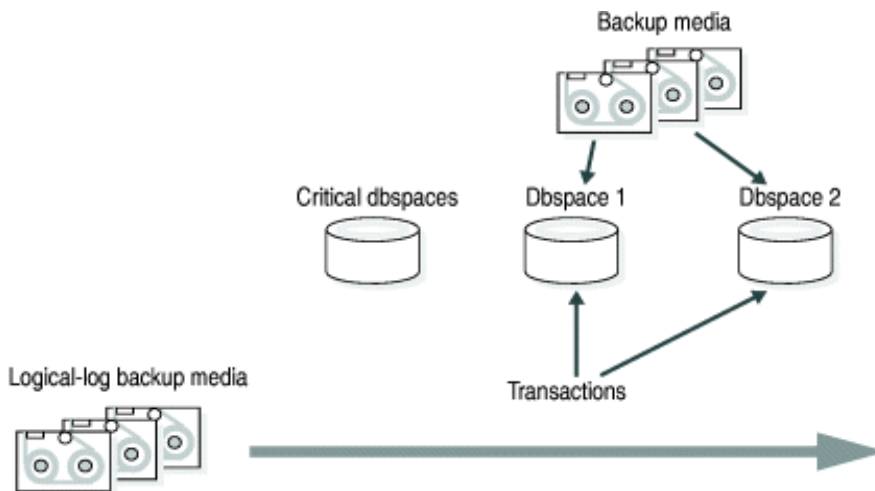 Backup media
Critical dbspaces
Dbspace 1
Dbspace 2
Logical-log backup media
Transactions